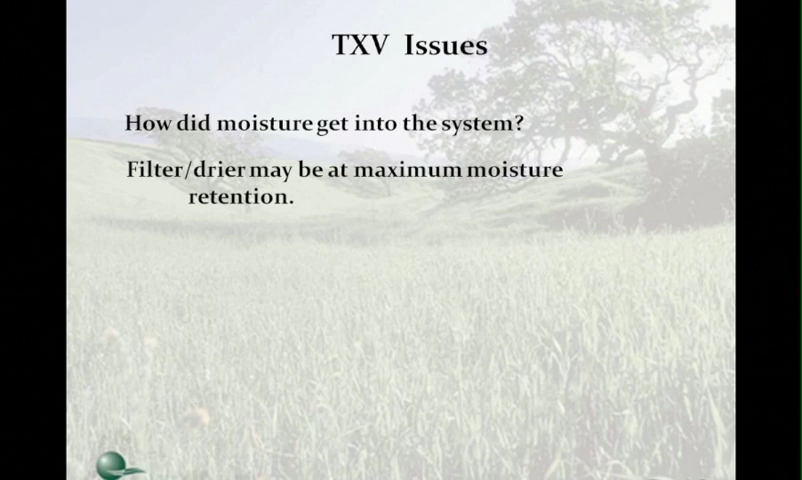 TXV Issues
How did moisture get into the system?
Filter/drier may be at maximum moisture
retention.